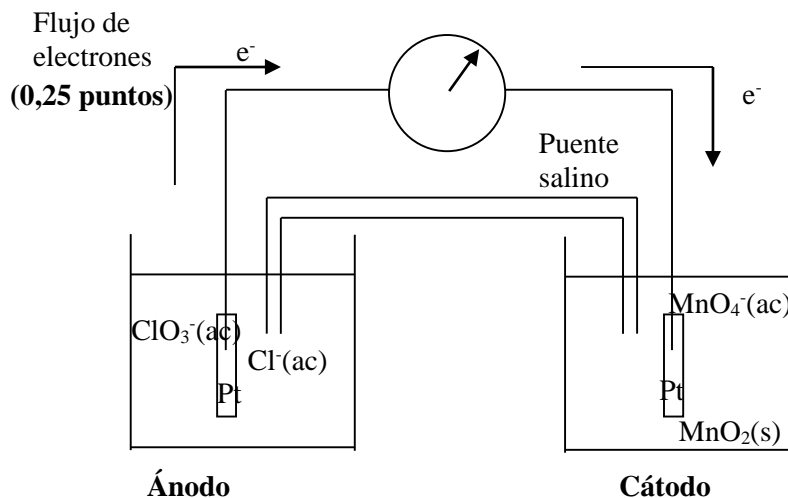 Flujo de
electrones
(0,25 puntos)
e⁻
e⁻
Puente
salino
ClO₃⁻(ac)
Cl⁻(ac)
Pt
MnO₄⁻(ac)
Pt
MnO₂(s)
Ánodo
Cátodo